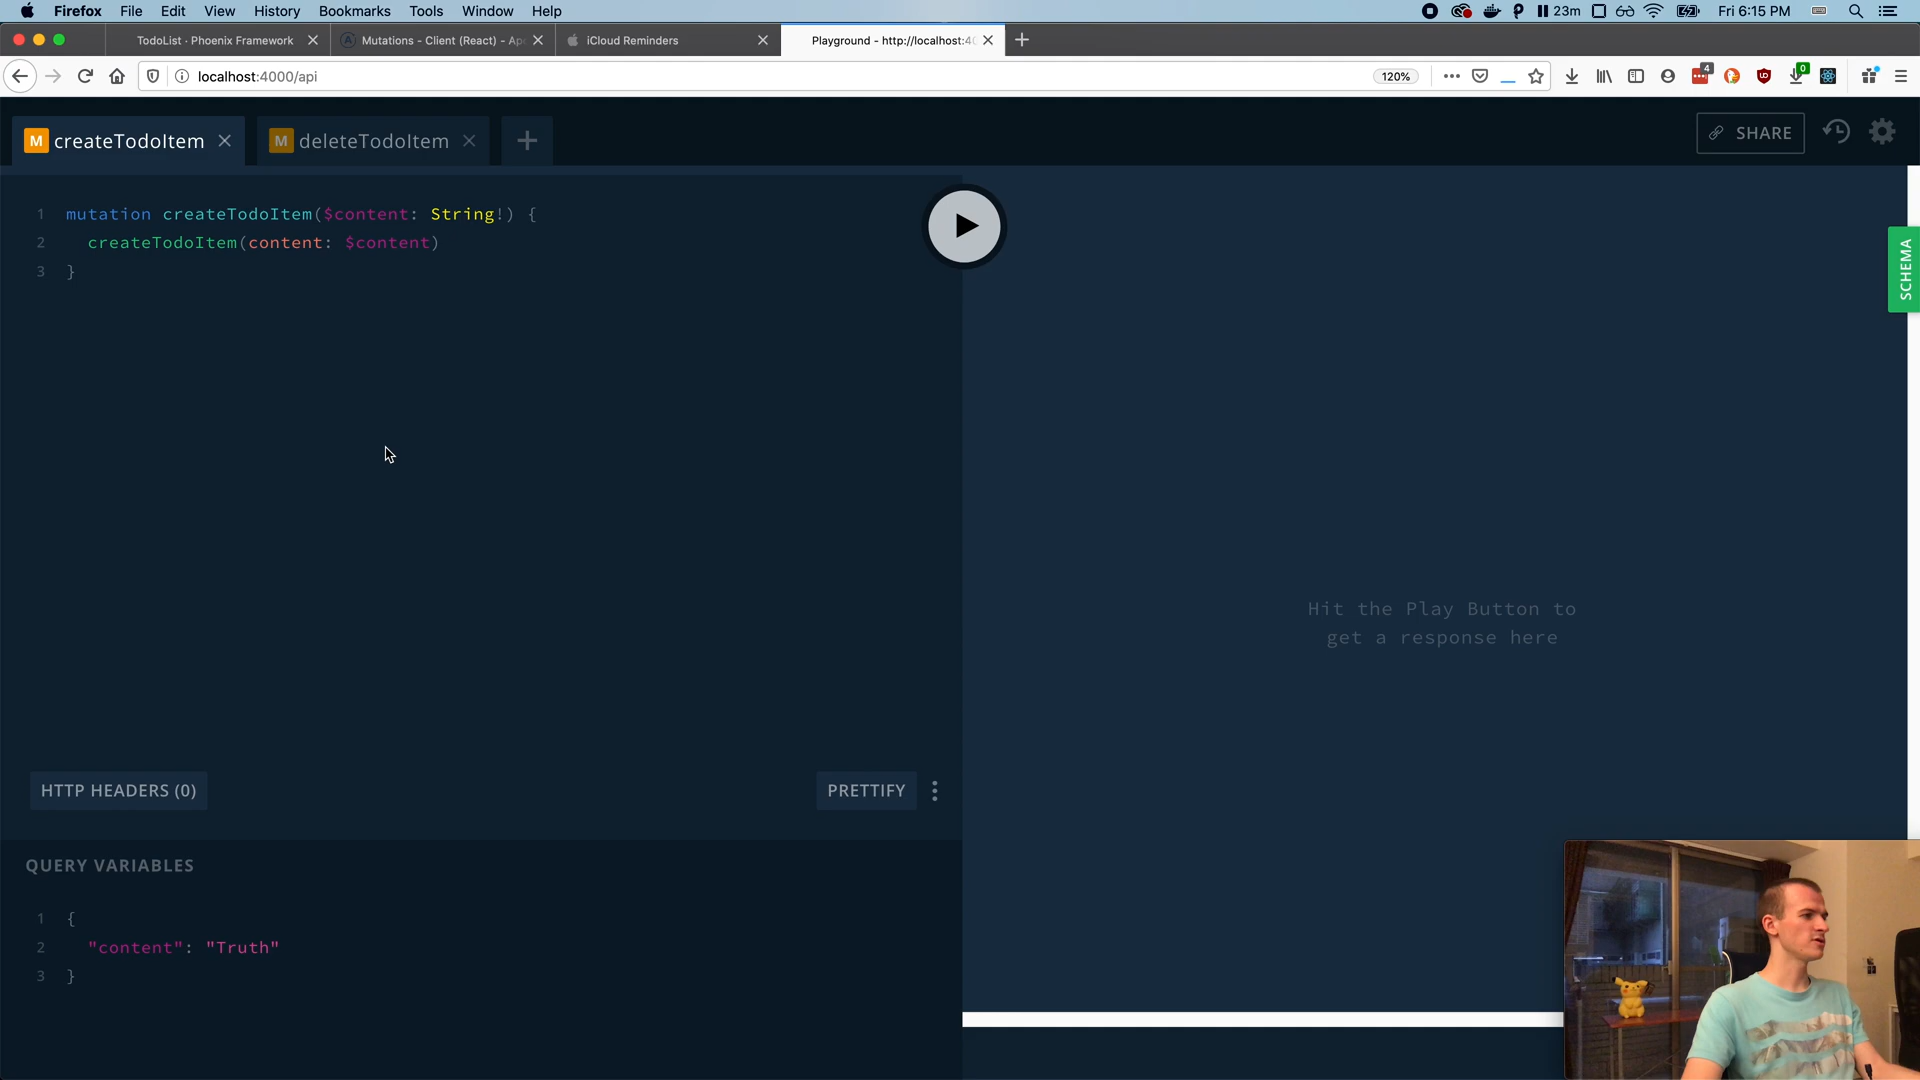 Firefox File Edit View History Bookmarks Tools Window Help 23m Fri 6:15 PM
TodoList · Phoenix Framework Mutations - Client (React) - Apo iCloud Reminders Playground - http://localhost:40
localhost:4000/api 120% 4 0
M createTodoItem M deleteTodoItem SHARE
1 mutation createTodoItem($content: String!) {
2 createTodoItem(content: $content)
3 }
SCHEMA
Hit the Play Button to
get a response here
HTTP HEADERS (0) PRETTIFY
QUERY VARIABLES
1 {
2 "content": "Truth"
3 }